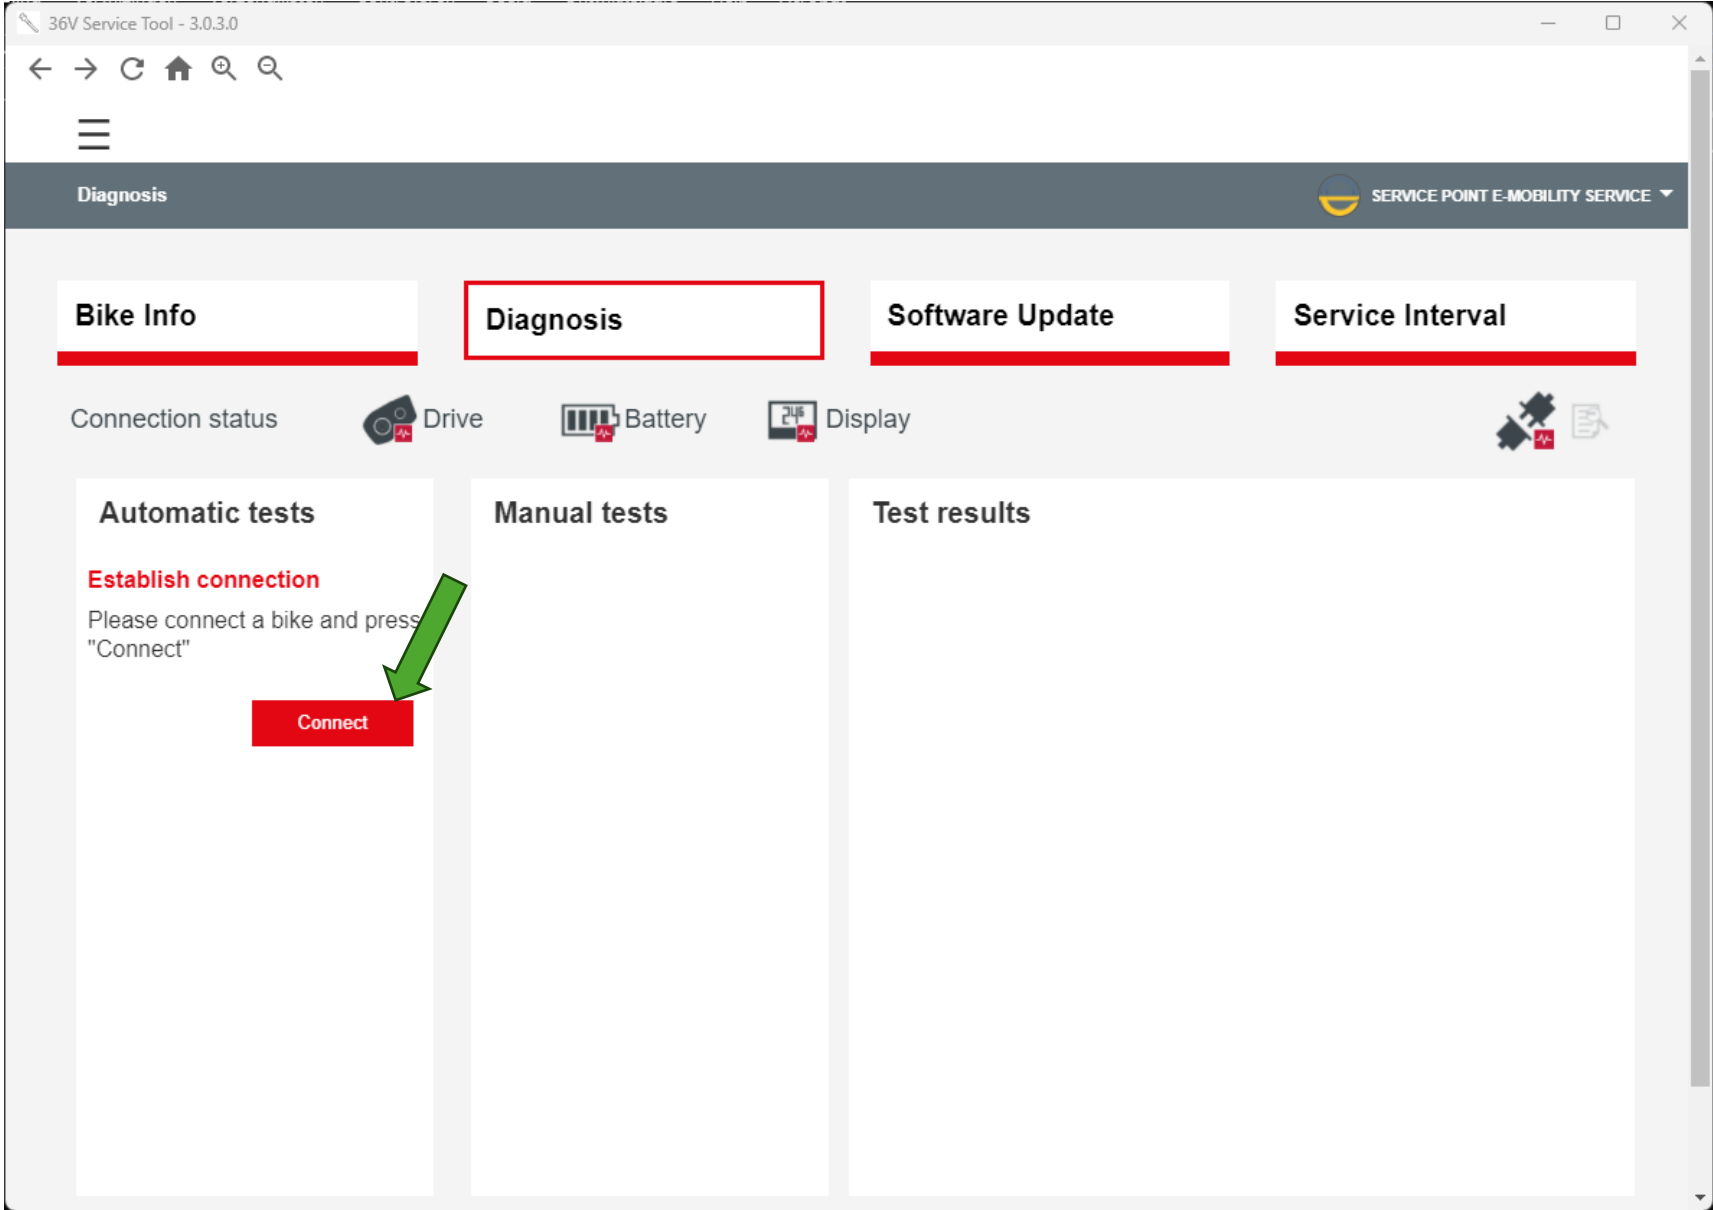 36V Service Tool - 3.0.3.0
Diagnosis
SERVICE POINT E-MOBILITY SERVICE
Bike Info
Diagnosis
Software Update
Service Interval
Connection status
Drive
Battery
246
Display
Automatic tests
Manual tests
Test results
Establish connection
Please connect a bike and press
"Connect"
Connect